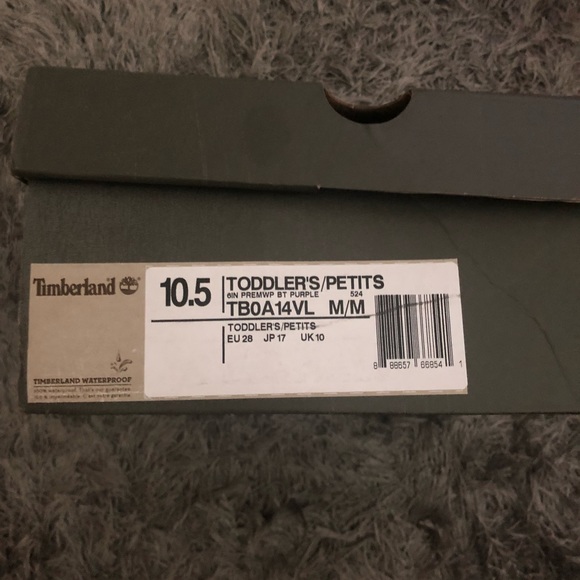 Timberland
TIMBERLAND WATERPROOF
10.5
TODDLER'S/PETITS
6IN PREMWP BT PURPLE 524
TB0A14VL M/M
TODDLER'S/PETITS
EU 28 JP 17 UK 10
8 88657 66854 1